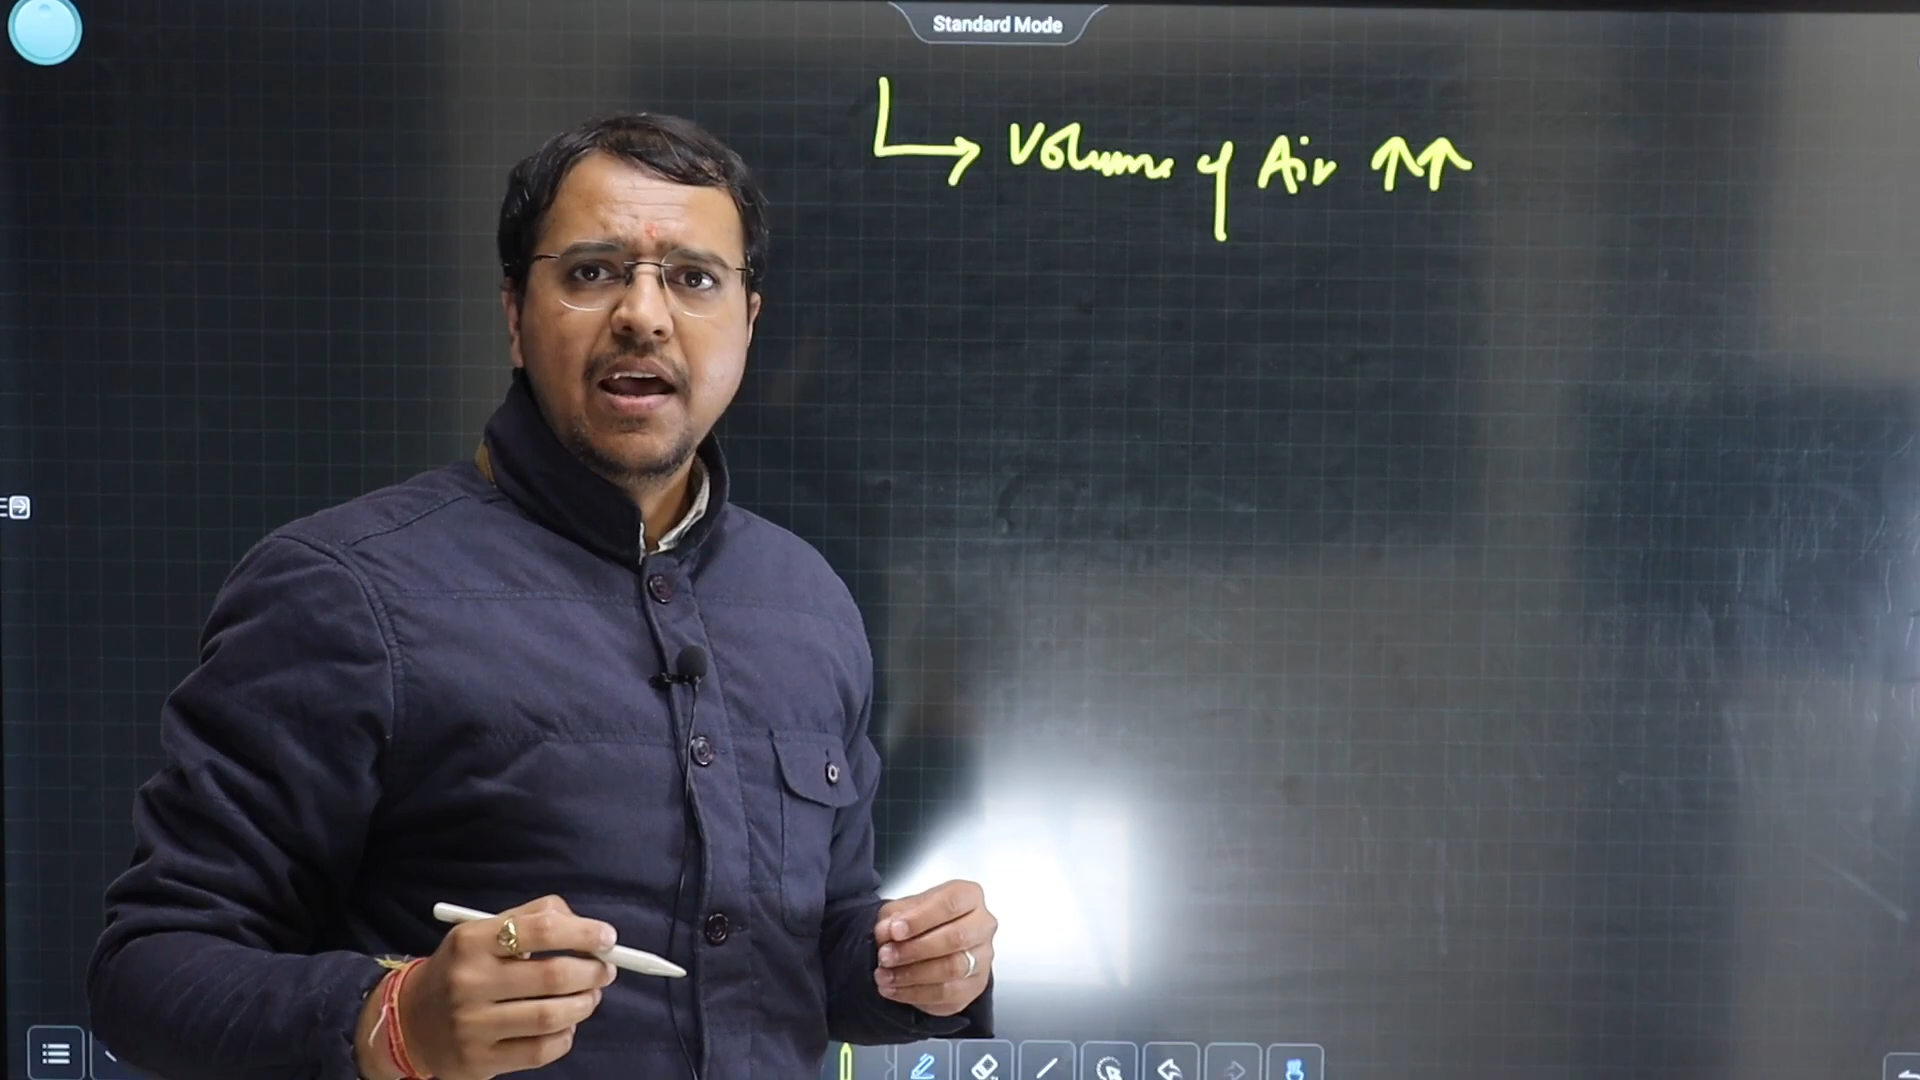 Standard Mode
↳ Volume of Air ↑↑